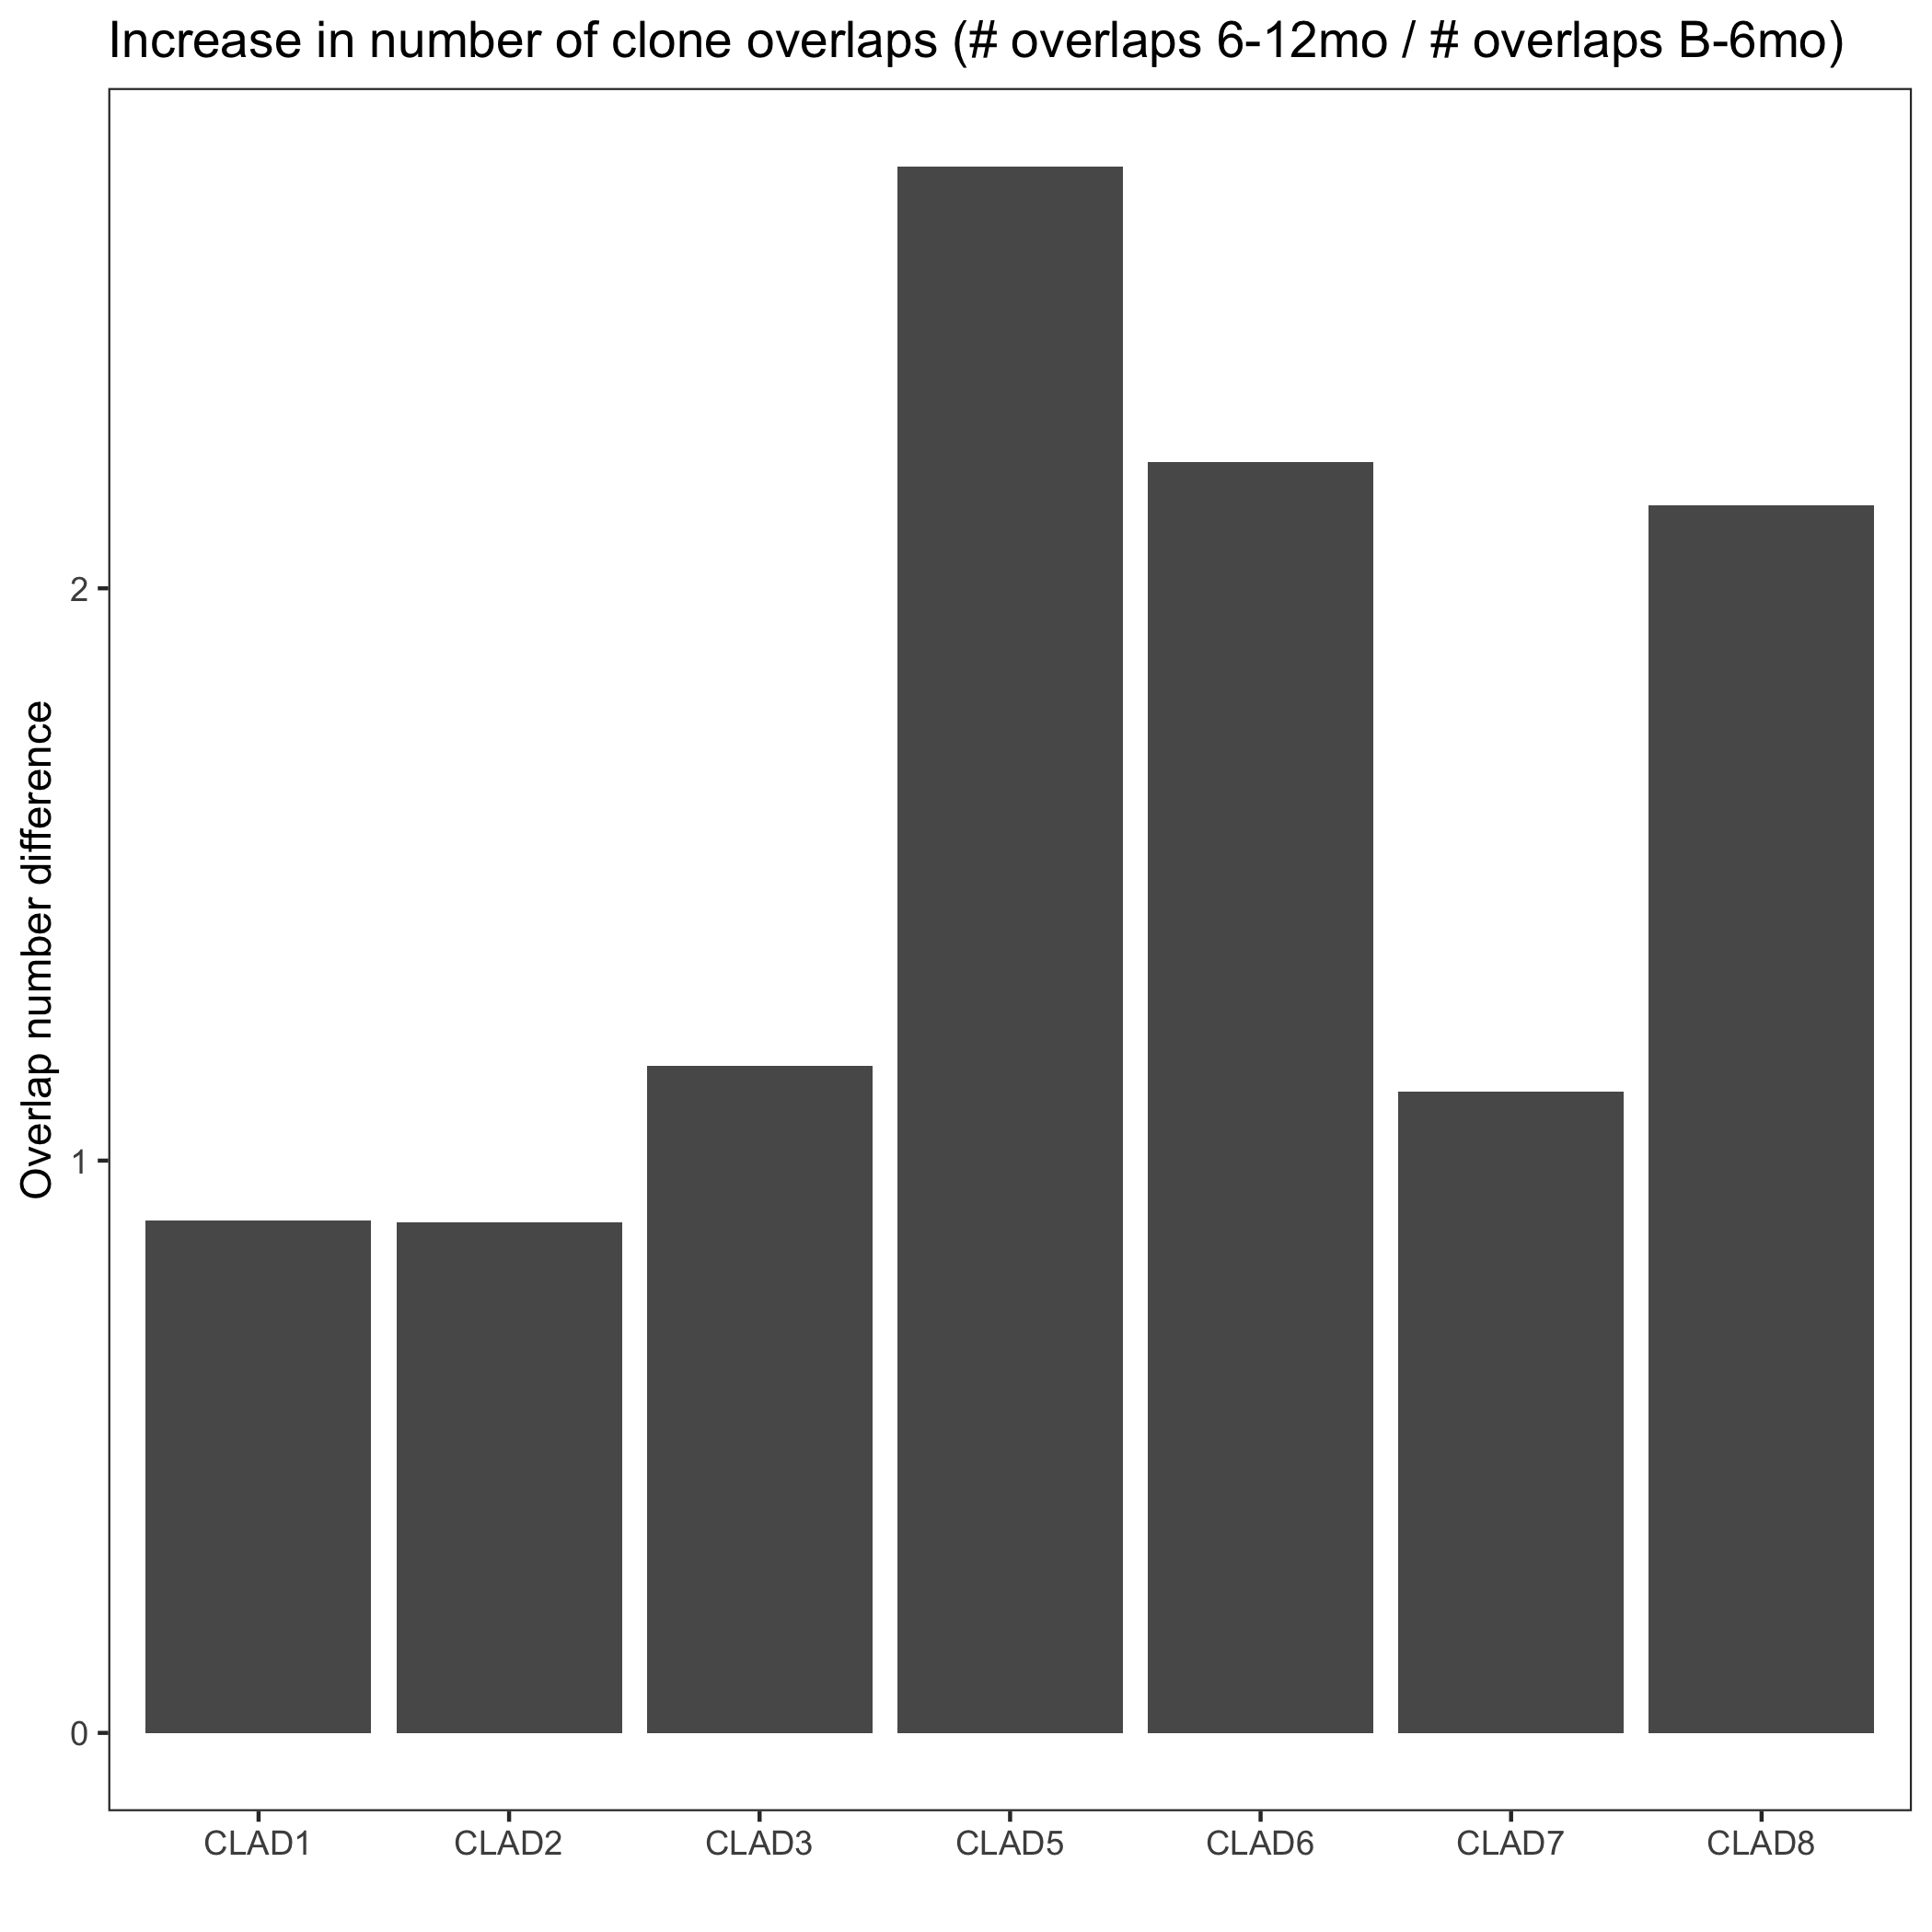 Increase in number of clone overlaps (# overlaps 6-12mo / # overlaps B-6mo)
Overlap number difference
2
1
0
CLAD1 CLAD2 CLAD3 CLAD5 CLAD6 CLAD7 CLAD8